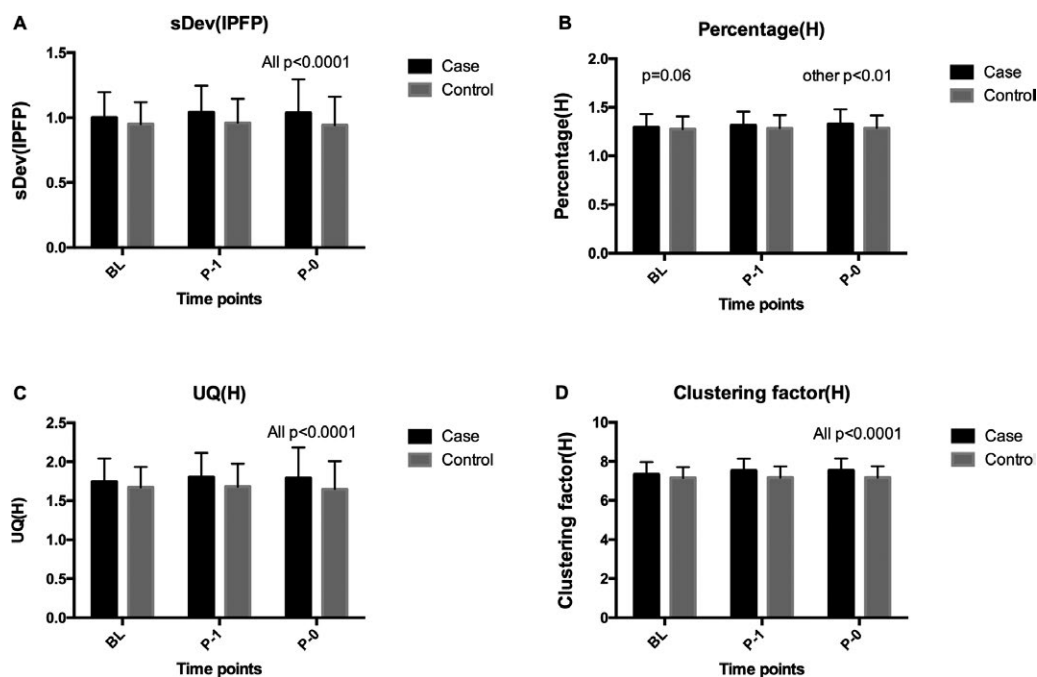 A
sDev(IPFP)
All p<0.0001
Case
Control
sDev(IPFP)
1.5
1.0
0.5
0.0
BL
P-1
P-0
Time points
B
Percentage(H)
p=0.06
other p<0.01
Case
Control
Percentage(H)
2.0
1.5
1.0
0.5
0.0
BL
P-1
P-0
Time points
C
UQ(H)
All p<0.0001
Case
Control
UQ(H)
2.5
2.0
1.5
1.0
0.5
0.0
BL
P-1
P-0
Time points
D
Clustering factor(H)
All p<0.0001
Case
Control
Clustering factor(H)
10
8
6
4
2
0
BL
P-1
P-0
Time points